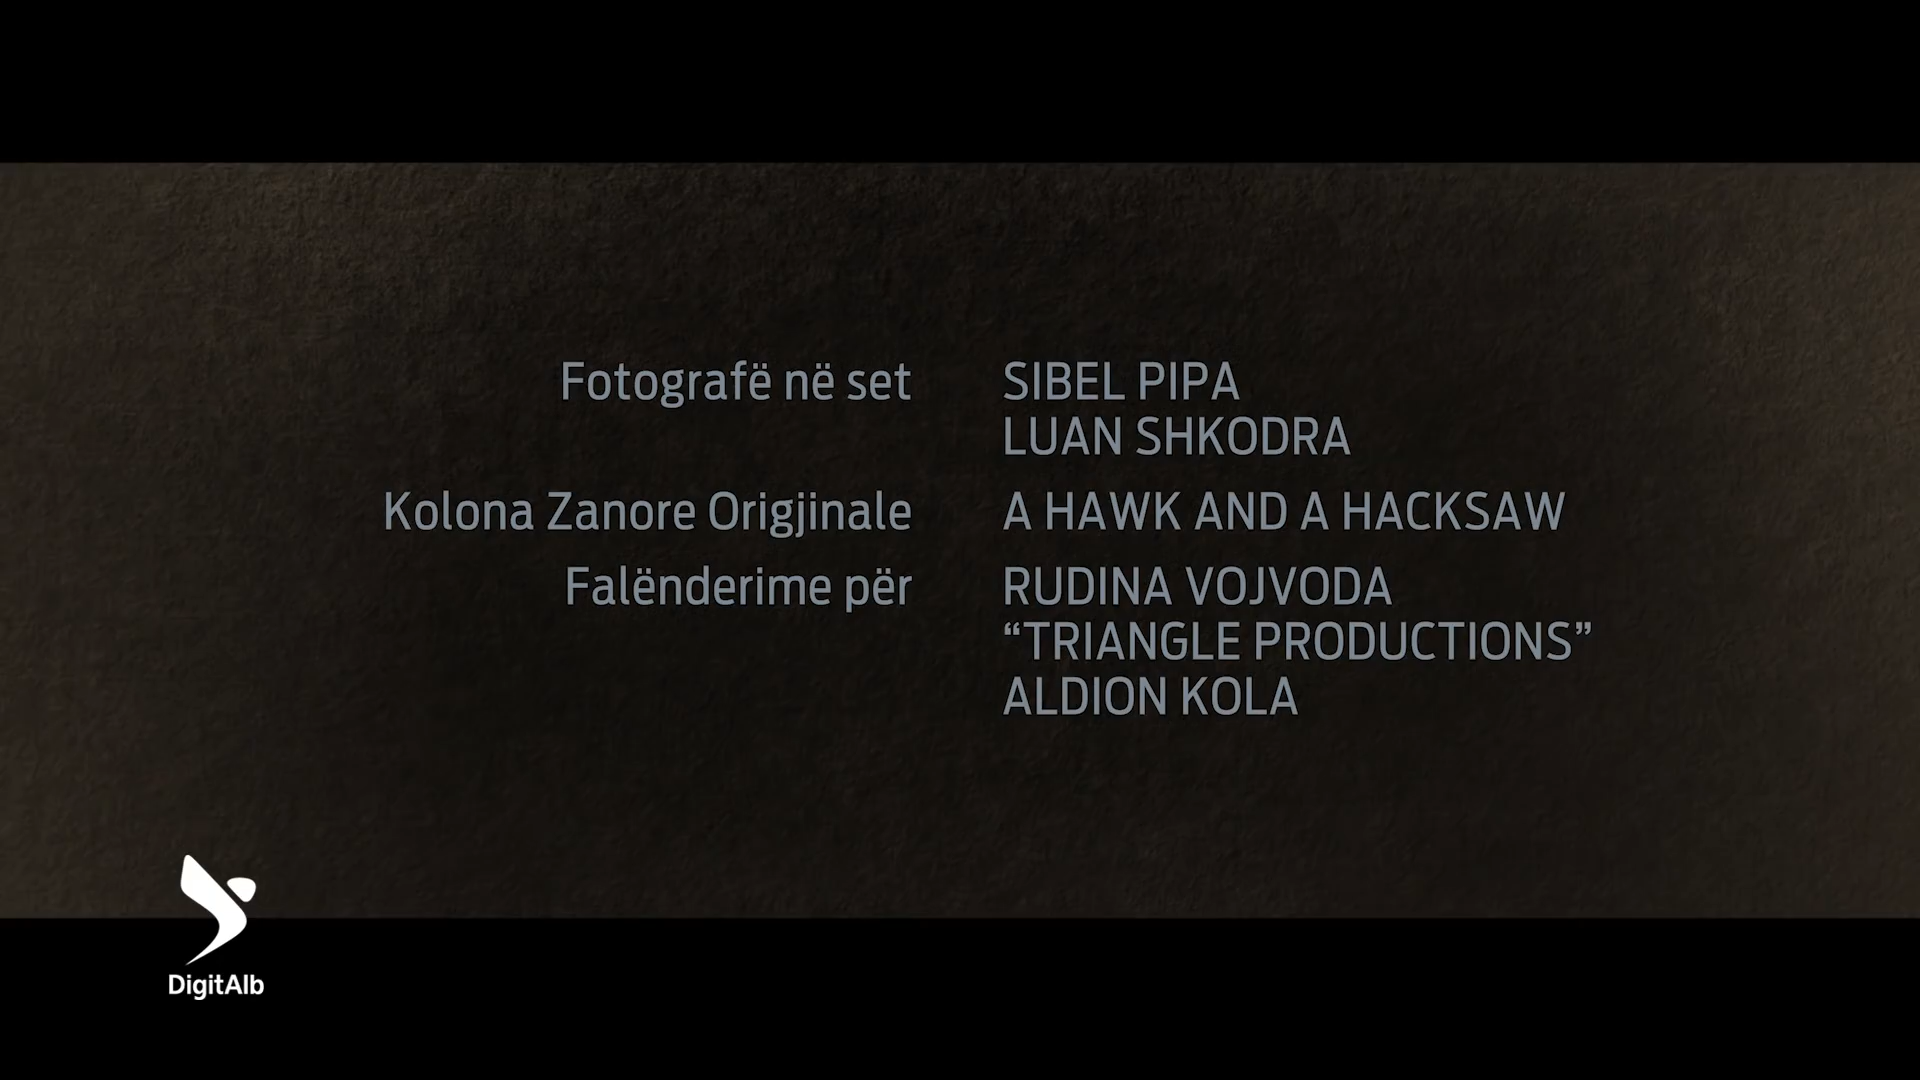 Fotografë në set SIBEL PIPA
LUAN SHKODRA
Kolona Zanore Origjinale A HAWK AND A HACKSAW
Falënderime për RUDINA VOJVODA
“TRIANGLE PRODUCTIONS”
ALDION KOLA
DigitAlb